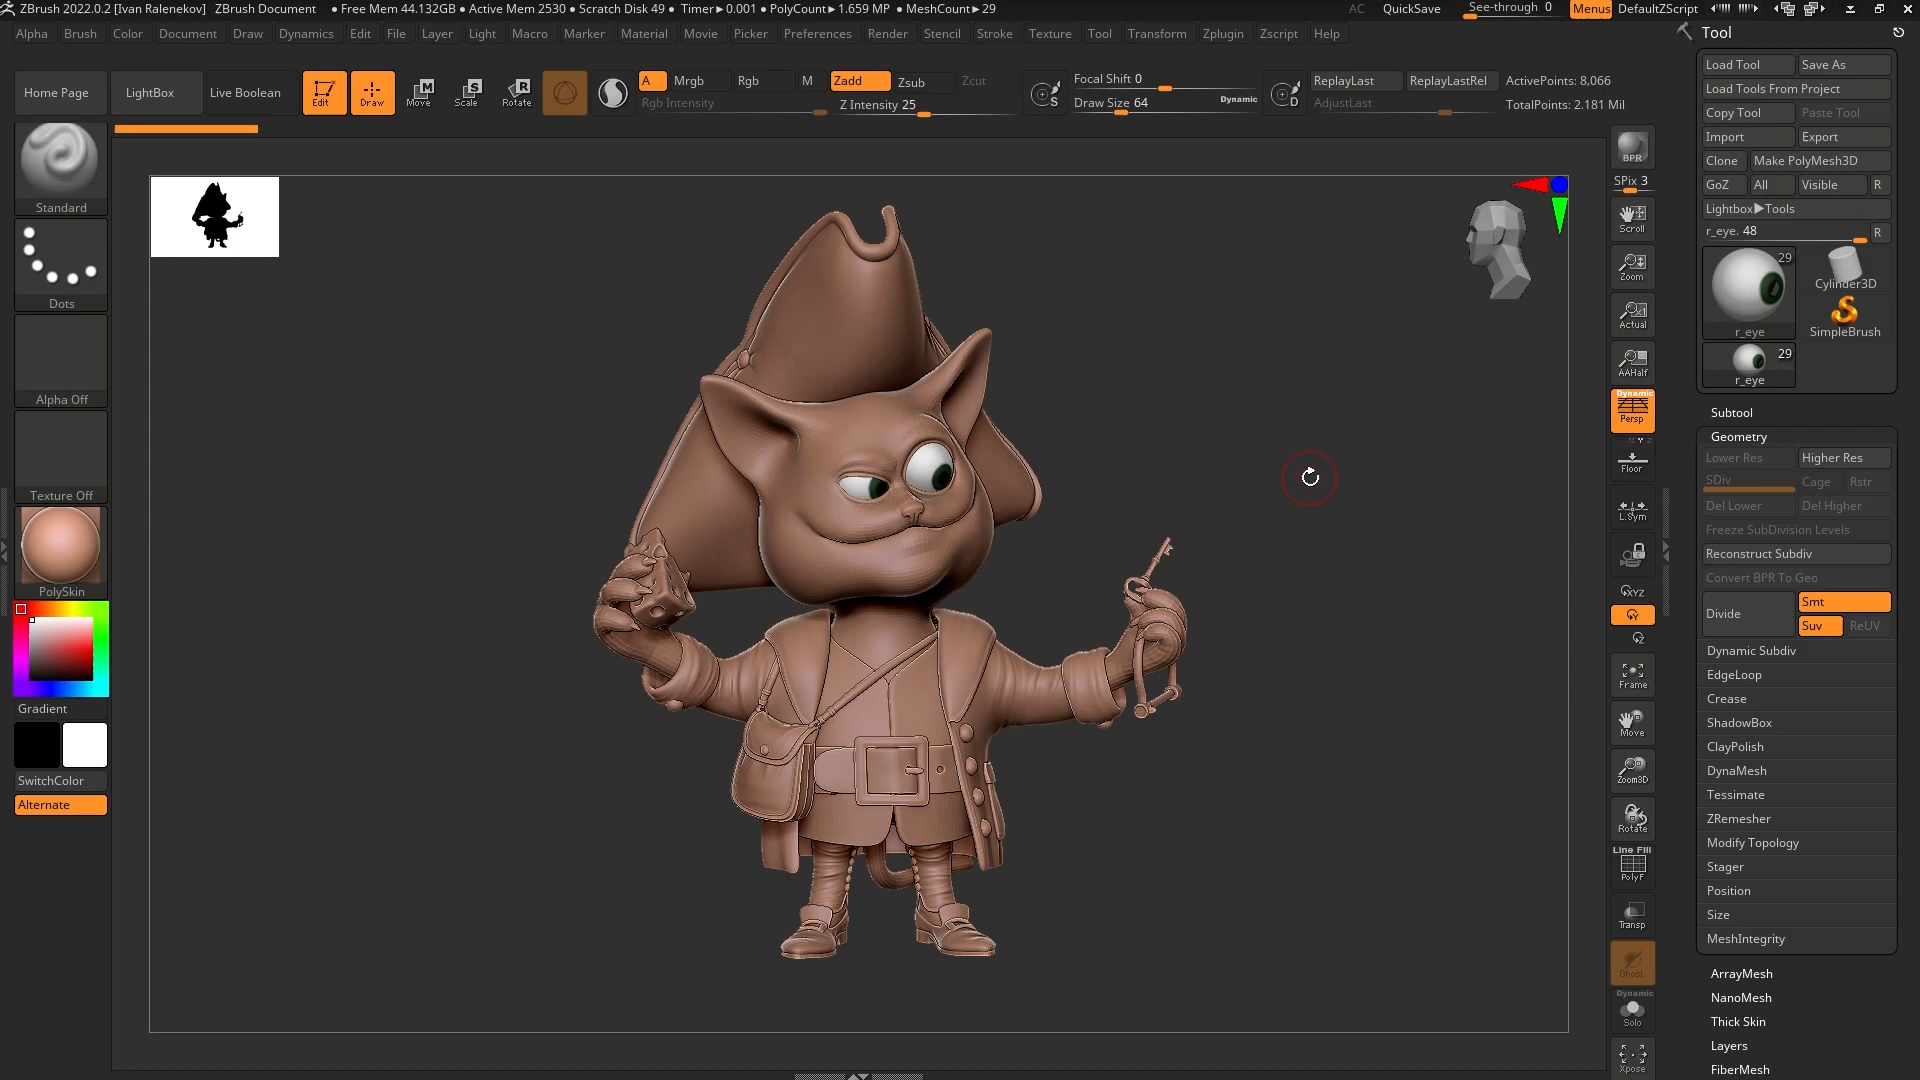 ZBrush 2022.0.2 [Ivan Ralenekov] ZBrush Document ● Free Mem 44.132GB ● Active Mem 2530 ● Scratch Disk 49 ● Timer►0.001 ● PolyCount►1.659 MP ● MeshCount►29 AC QuickSave See-through 0 Menus DefaultZScript
Alpha Brush Color Document Draw Dynamics Edit File Layer Light Macro Marker Material Movie Picker Preferences Render Stencil Stroke Texture Tool Transform Zplugin Zscript Help
Home Page LightBox Live Boolean Edit Draw Move Scale Rotate
A Mrgb Rgb M Zadd Zsub Zcut
Rgb Intensity Z Intensity 25
S Focal Shift 0
Draw Size 64 Dynamic
D ReplayLast ReplayLastRel
AdjustLast
ActivePoints: 8,066
TotalPoints: 2.181 Mil
Standard
Dots
Alpha Off
Texture Off
PolySkin
Gradient
SwitchColor
Alternate
BPR
SPix 3
Scroll
Zoom
Actual
AAHalf
Dynamic
Persp
Floor
L.Sym
XYZ
Y
Z
Frame
Move
Zoom3D
Rotate
Line Fill
PolyF
Transp
Ghost
Dynamic
Solo
Xpose
Tool
Load Tool Save As
Load Tools From Project
Copy Tool Paste Tool
Import Export
Clone Make PolyMesh3D
GoZ All Visible R
Lightbox►Tools
r_eye. 48 R
29
r_eye
Cylinder3D
SimpleBrush
29
r_eye
Subtool
Geometry
Lower Res Higher Res
SDiv Cage Rstr
Del Lower Del Higher
Freeze SubDivision Levels
Reconstruct Subdiv
Convert BPR To Geo
Divide Smt
Suv ReUV
Dynamic Subdiv
EdgeLoop
Crease
ShadowBox
ClayPolish
DynaMesh
Tessimate
ZRemesher
Modify Topology
Stager
Position
Size
MeshIntegrity
ArrayMesh
NanoMesh
Thick Skin
Layers
FiberMesh